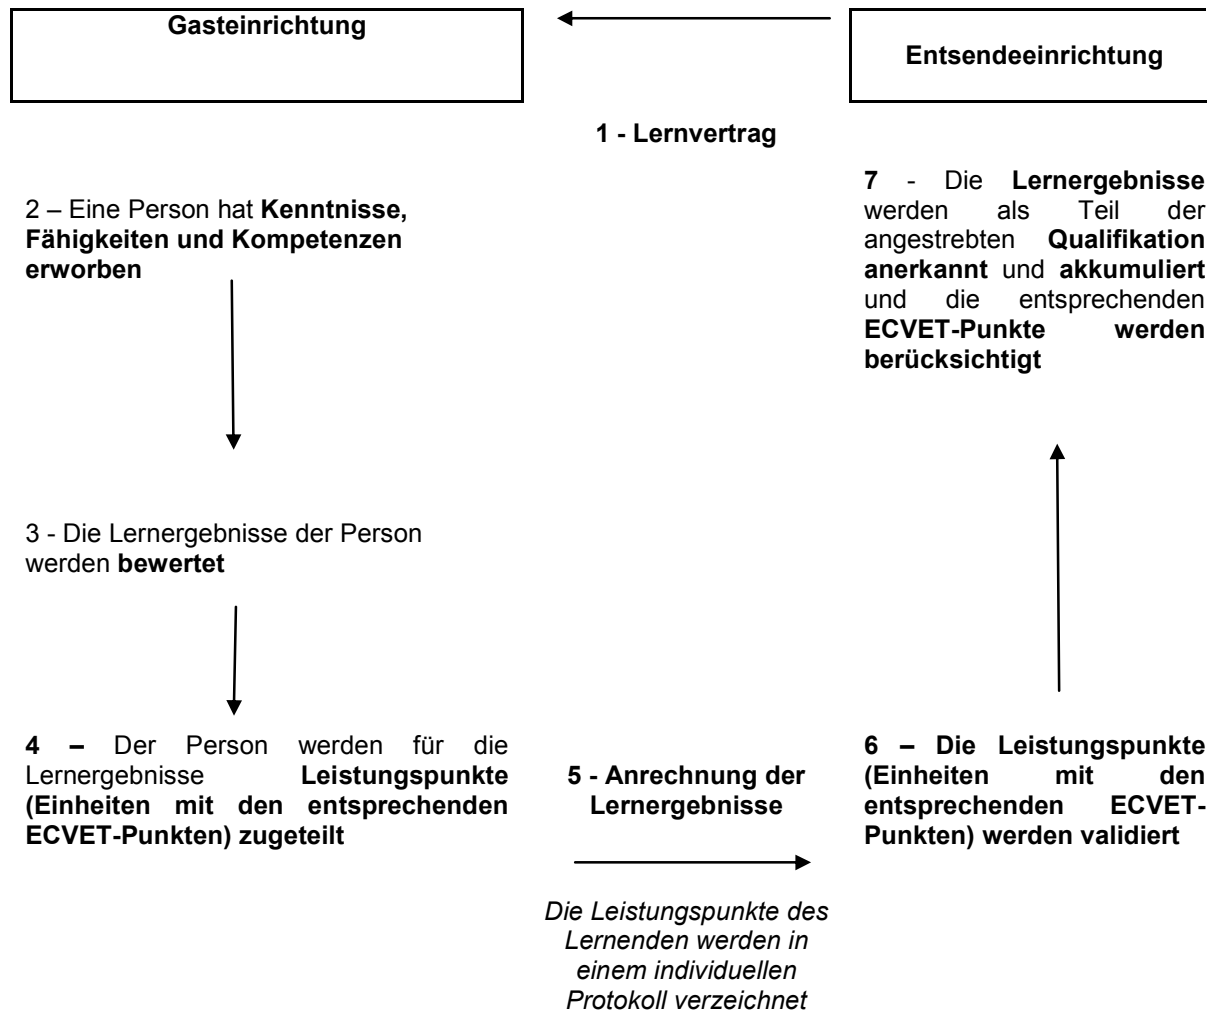 Gasteinrichtung
Entsendeeinrichtung
1 - Lernvertrag
2 – Eine Person hat Kenntnisse,
Fähigkeiten und Kompetenzen
erworben
3 - Die Lernergebnisse der Person
werden bewertet
4 – Der Person werden für die
Lernergebnisse Leistungspunkte
(Einheiten mit den entsprechenden
ECVET-Punkten) zugeteilt
5 - Anrechnung der
Lernergebnisse
Die Leistungspunkte des
Lernenden werden in
einem individuellen
Protokoll verzeichnet
6 – Die Leistungspunkte
(Einheiten mit den
entsprechenden ECVET-
Punkten) werden validiert
7 - Die Lernergebnisse
werden als Teil der
angestrebten Qualifikation
anerkannt und akkumuliert
und die entsprechenden
ECVET-Punkte werden
berücksichtigt